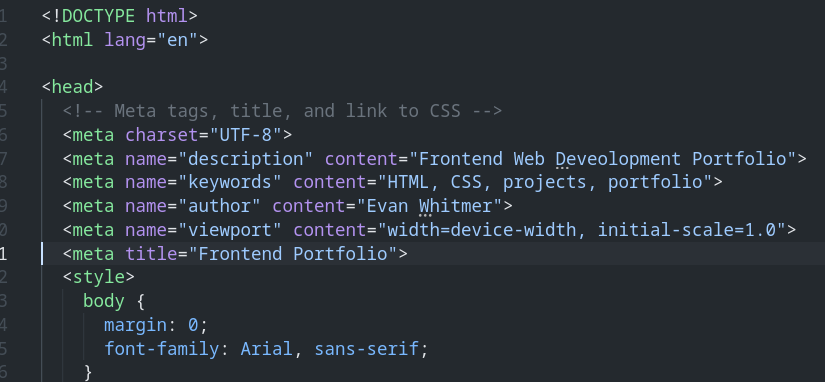 1 <!DOCTYPE html>
2 <html lang="en">
3
4 <head>
5 <!-- Meta tags, title, and link to CSS -->
6 <meta charset="UTF-8">
7 <meta name="description" content="Frontend Web Deveolopment Portfolio">
8 <meta name="keywords" content="HTML, CSS, projects, portfolio">
9 <meta name="author" content="Evan Whitmer">
0 <meta name="viewport" content="width=device-width, initial-scale=1.0">
1 <meta title="Frontend Portfolio">
2 <style>
3 body {
4 margin: 0;
5 font-family: Arial, sans-serif;
6 }